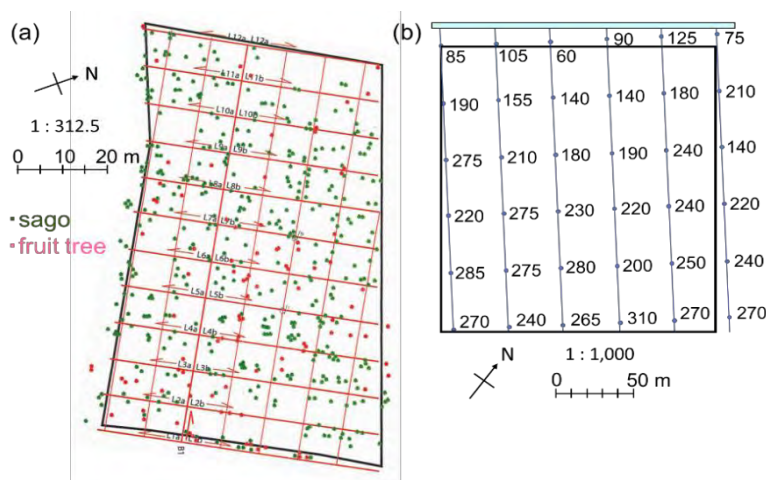 (a)
N
1 : 312.5
0 10 20 m
sago
fruit tree
L12a L12a
L11a L11b
L10a L10b
L9a L9b
L8a L8b
L7a L7b
L6a L6b
L5a L5b
L4a L4b
L3a L3b
L2a L2b
B1
(b)
90 125 75
85 105 60
190 155 140 140 180 210
275 210 180 190 240 140
220 275 230 220 240 220
285 275 280 200 250 240
270 240 265 310 270 270
N
1 : 1,000
0 50 m